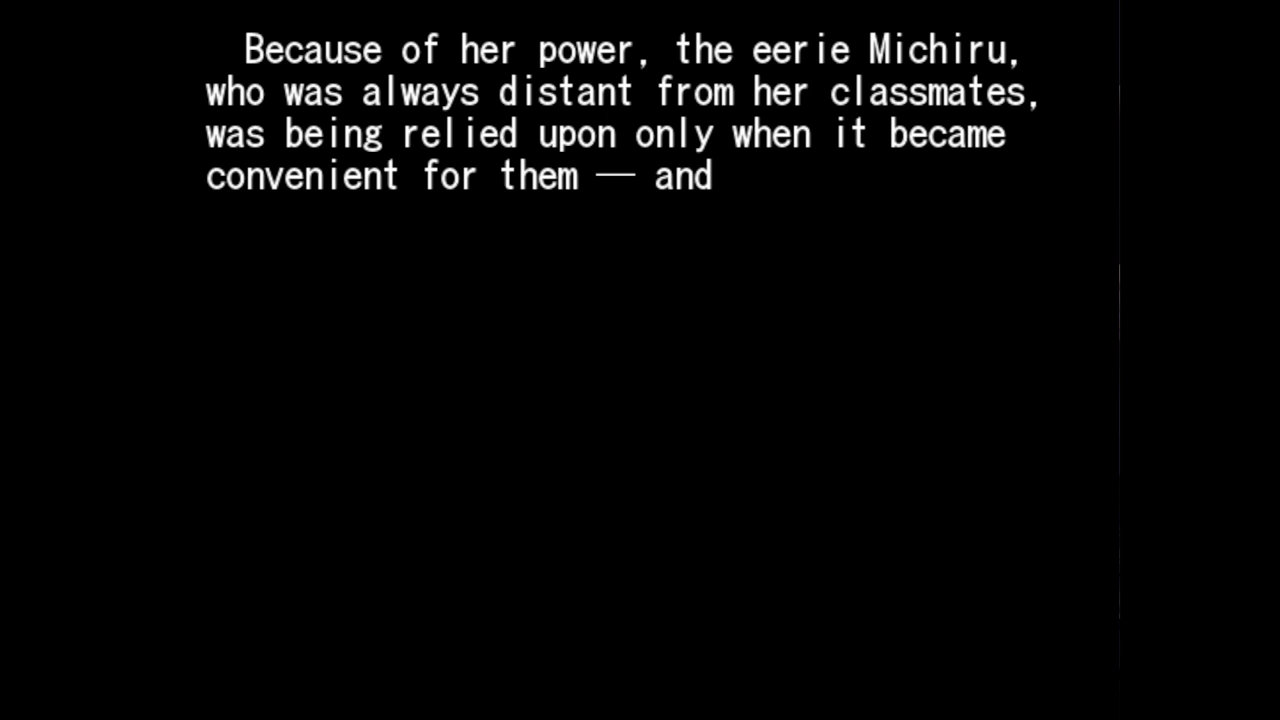 Because of her power, the eerie Michiru,
who was always distant from her classmates,
was being relied upon only when it became
convenient for them ── and